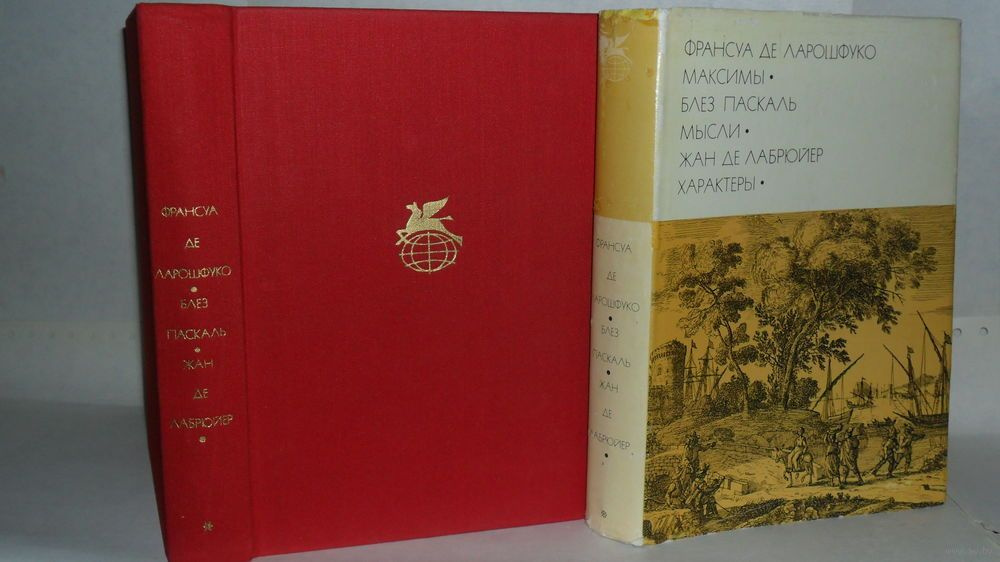 ФРАНСУА
ДЕ
ЛАРОШФУКО
•
БЛЕЗ
ПАСКАЛЬ
•
ЖАН
ДЕ
ЛАБРЮЙЕР
•
ФРАНСУА ДЕ ЛАРОШФУКО
МАКСИМЫ •
БЛЕЗ ПАСКАЛЬ
МЫСЛИ •
ЖАН ДЕ ЛАБРЮЙЕР
ХАРАКТЕРЫ •
ФРАНСУА
ДЕ
ЛАРОШФУКО
•
БЛЕЗ
ПАСКАЛЬ
•
ЖАН
ДЕ
ЛАБРЮЙЕР
•